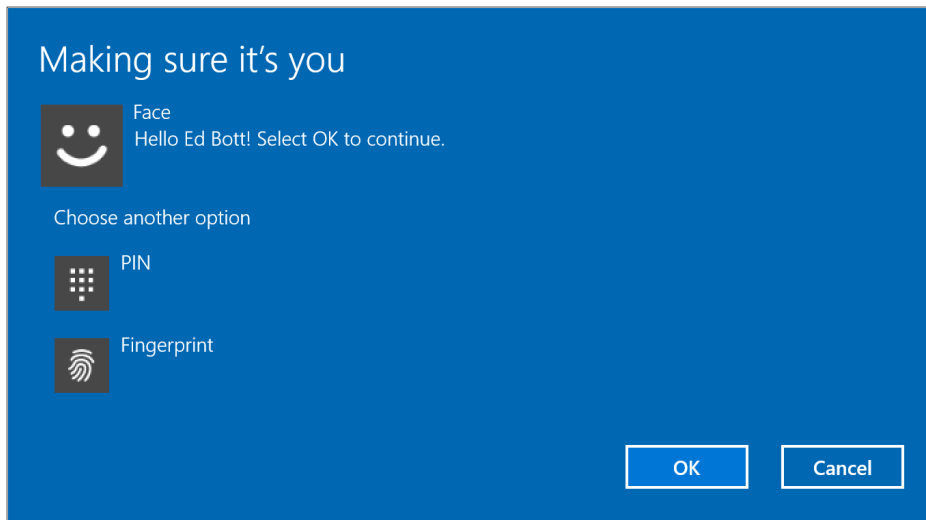 Making sure it's you
Face
Hello Ed Bott! Select OK to continue.
Choose another option
PIN
Fingerprint
OK
Cancel